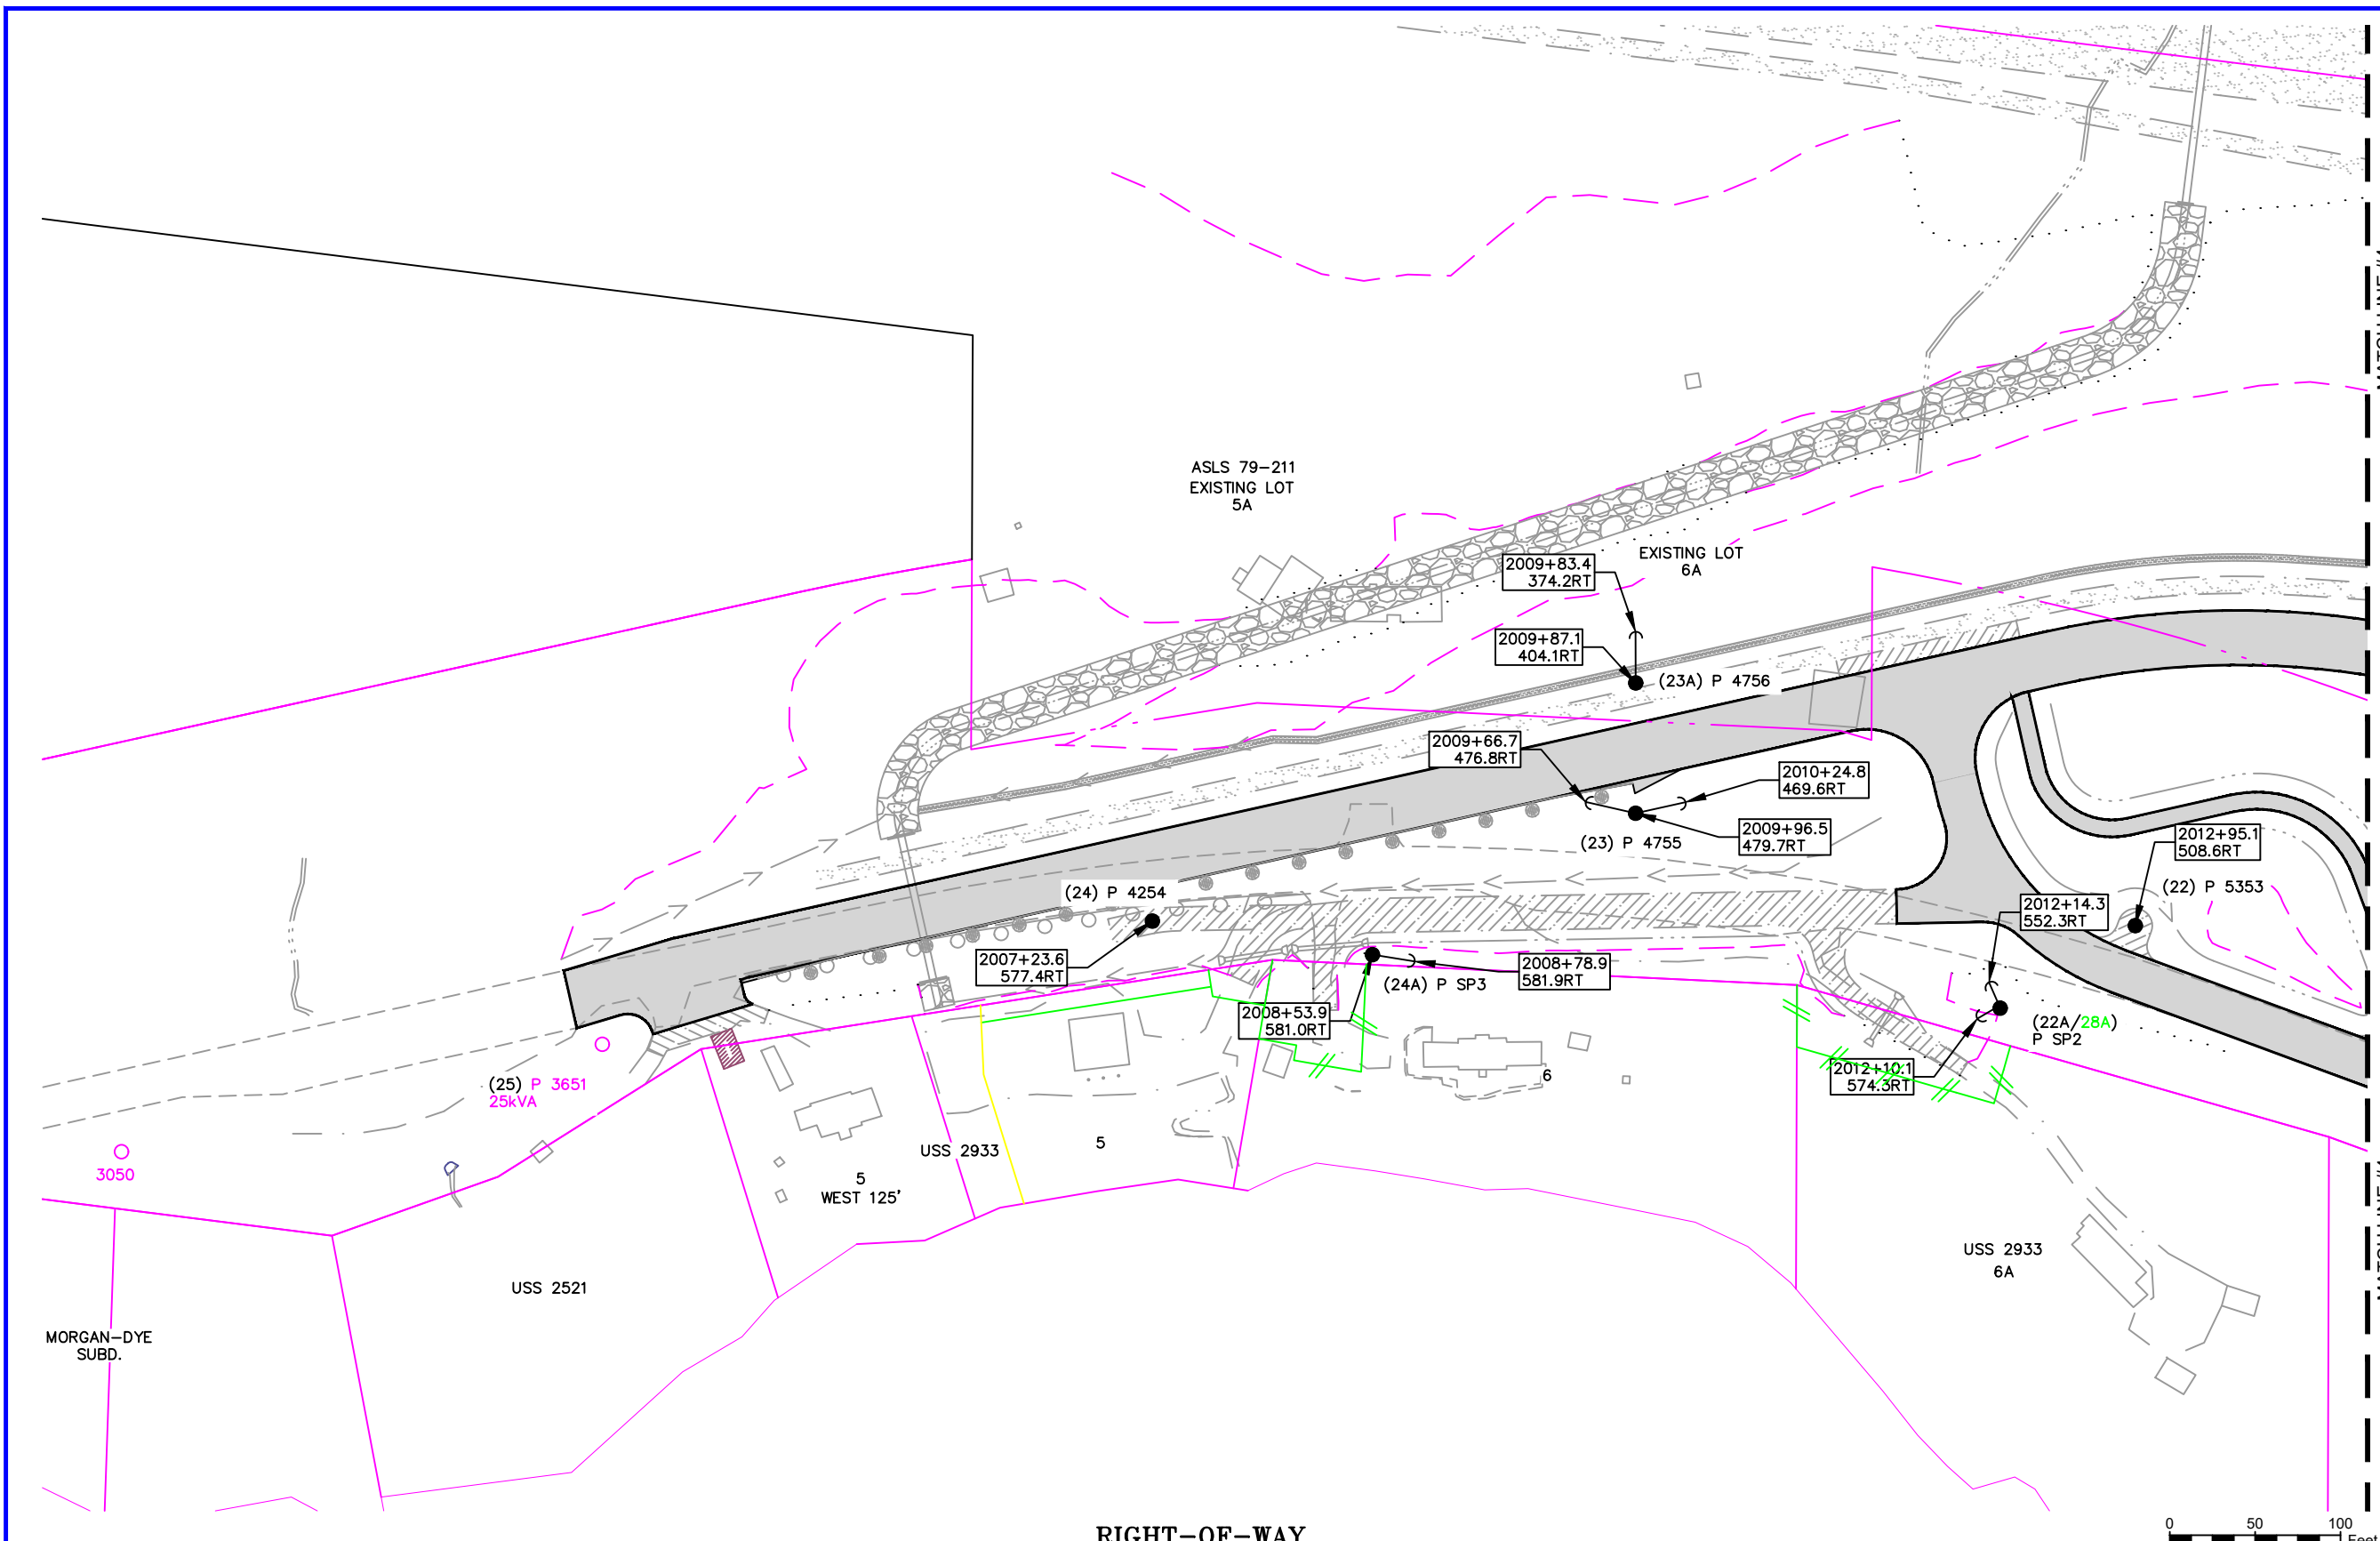 ASLS 79-211
EXISTING LOT
5A
EXISTING LOT
6A
2009+83.4
374.2RT
2009+87.1
404.1RT
(23A) P 4756
2009+66.7
476.8RT
2010+24.8
469.6RT
2009+96.5
479.7RT
(23) P 4755
2012+95.1
508.6RT
(22) P 5353
(24) P 4254
2012+14.3
552.3RT
2007+23.6
577.4RT
2008+78.9
581.9RT
(24A) P SP3
2008+53.9
581.0RT
(22A/28A)
P SP2
2012+10.1
574.3RT
(25) P 3651
25kVA
6
3050
USS 2933
5
5
WEST 125'
USS 2933
6A
USS 2521
MORGAN-DYE
SUBD.
RIGHT-OF-WAY
0 50 100
Feet